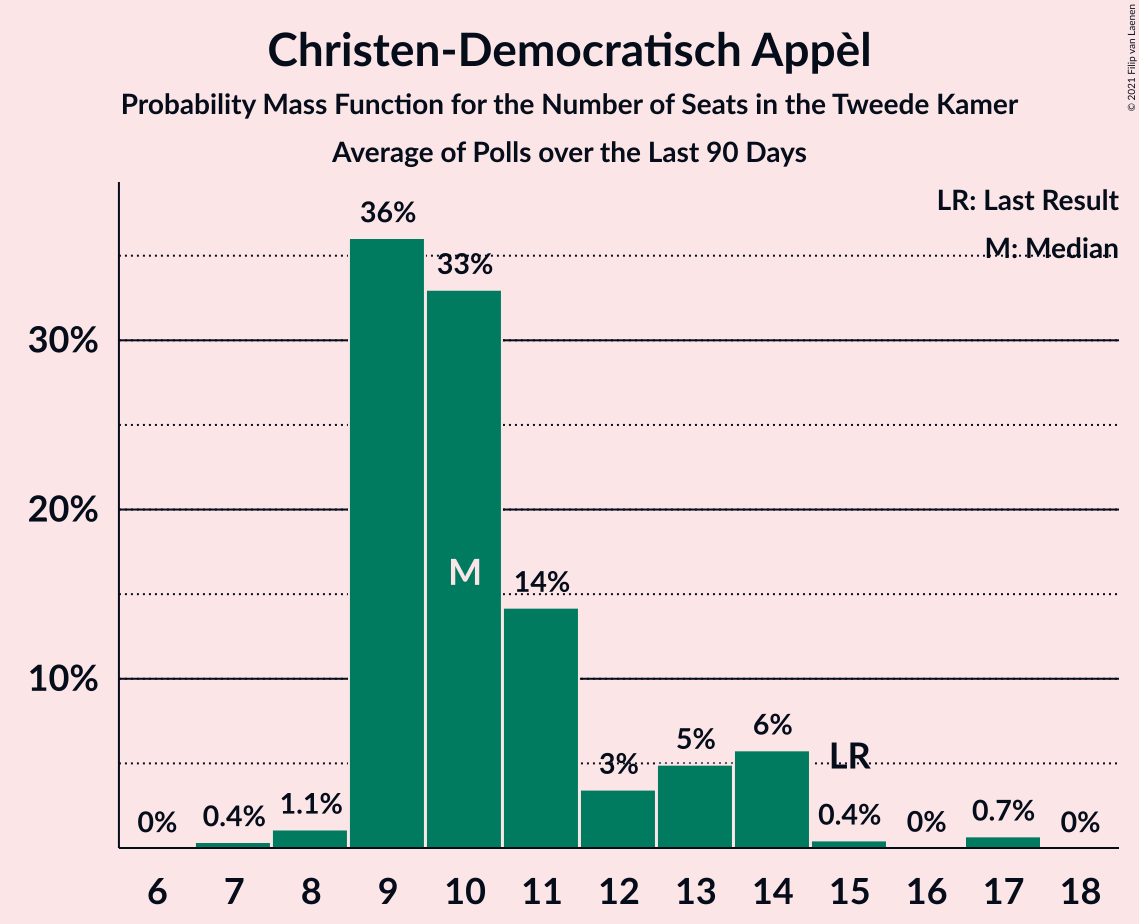 Christen-Democratisch Appèl
Probability Mass Function for the Number of Seats in the Tweede Kamer
Average of Polls over the Last 90 Days
© 2021 Filip van Laenen
LR: Last Result
M: Median
36%
33%
30%
20%
M
14%
10%
6%
5%
LR
3%
1.1%
0.7%
0.4%
0.4%
0%
0%
0%
6 7 8 9 10 11 12 13 14 15 16 17 18